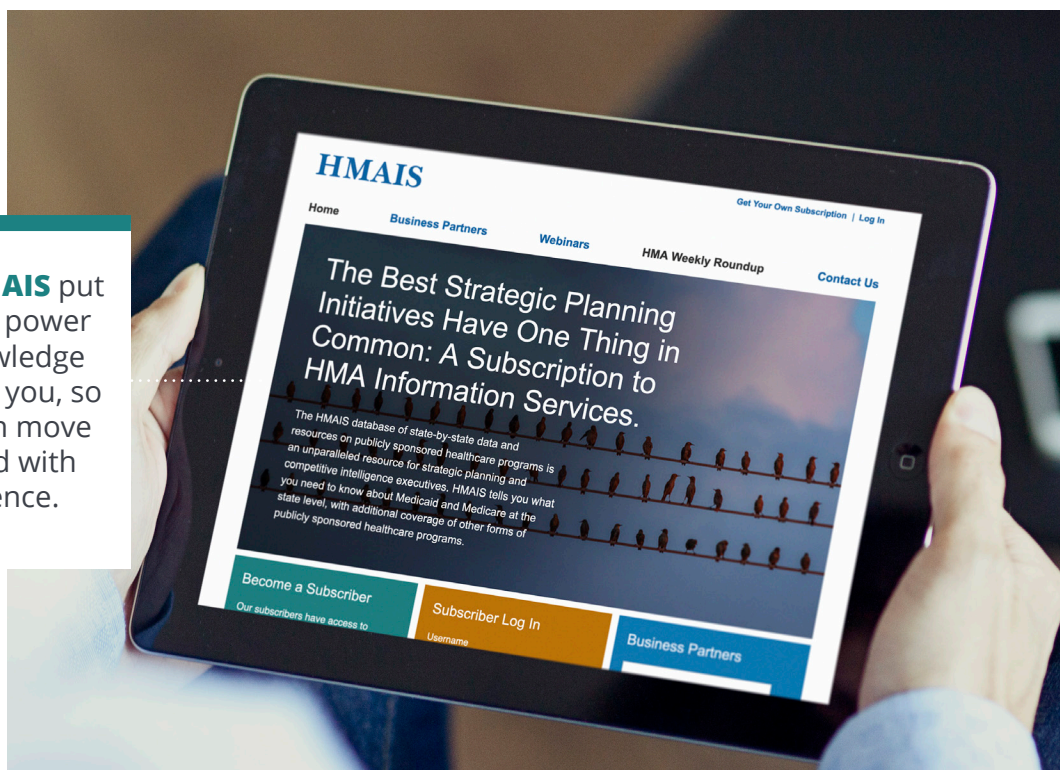 AIS put
power
wledge
you, so
n move
d with
ence.
HMAIS
Get Your Own Subscription | Log In
Home Business Partners Webinars HMA Weekly Roundup Contact Us
The Best Strategic Planning
Initiatives Have One Thing in
Common: A Subscription to
HMA Information Services.
The HMAIS database of state-by-state data and
resources on publicly sponsored healthcare programs is
an unparalleled resource for strategic planning and
competitive intelligence executives. HMAIS tells you what
you need to know about Medicaid and Medicare at the
state level, with additional coverage of other forms of
publicly sponsored healthcare programs.
Become a Subscriber
Our subscribers have access to
Subscriber Log In
Username
Business Partners